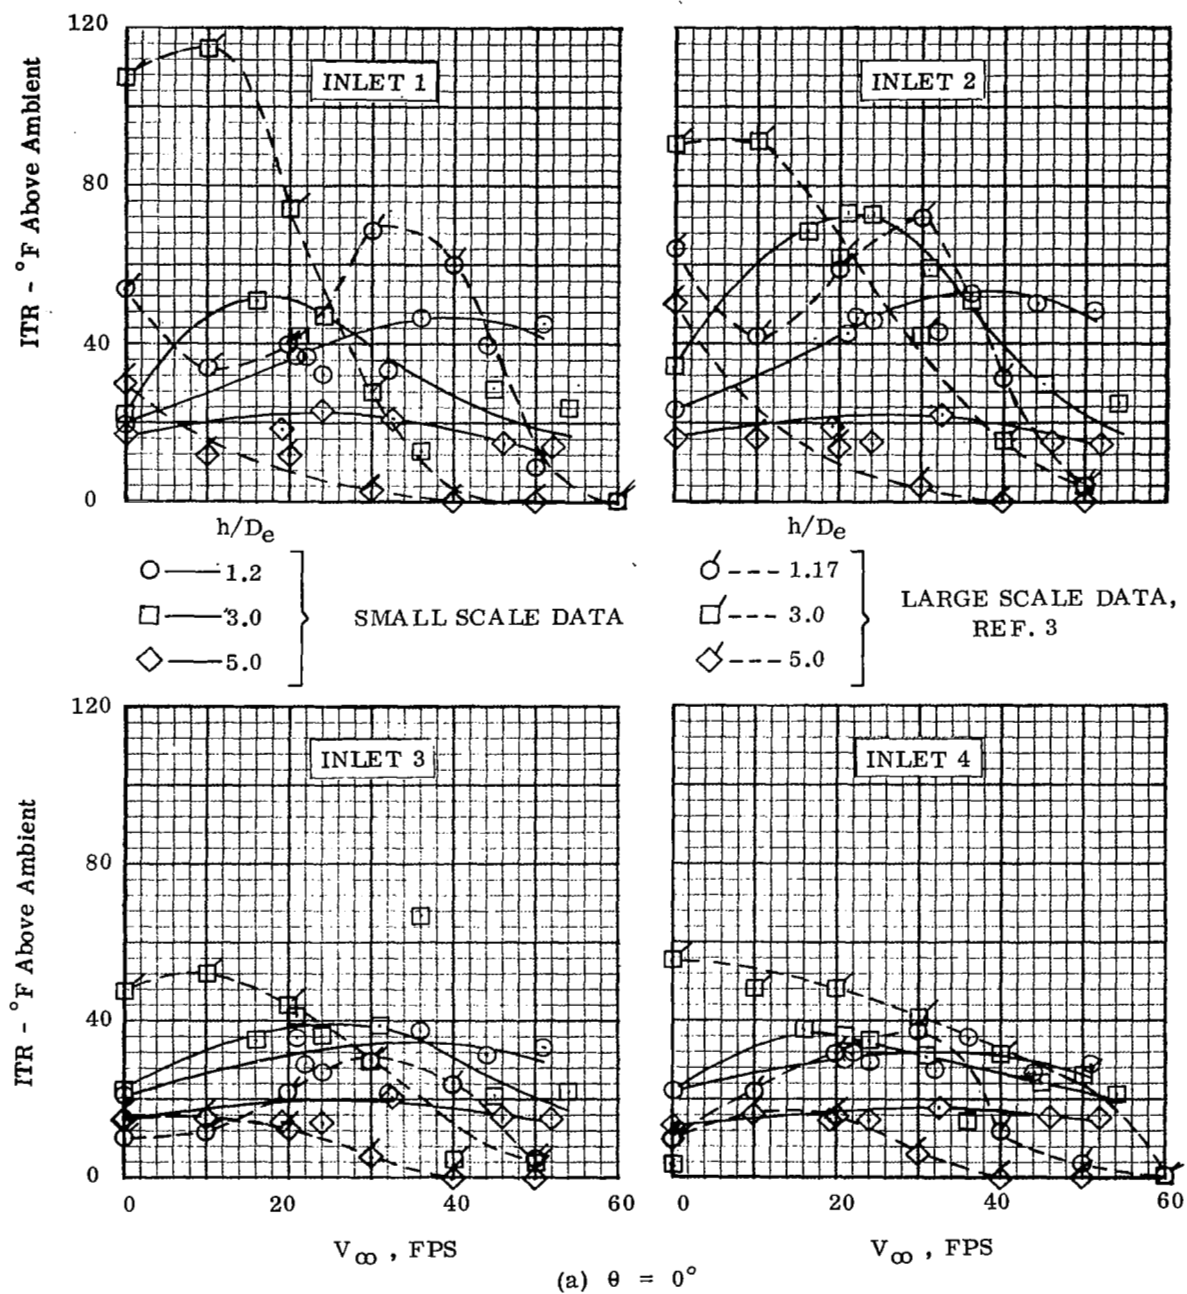 120
80
40
0
ITR - °F Above Ambient
INLET 1
INLET 2
h/De
1.2
3.0
5.0
SMALL SCALE DATA
h/De
1.17
3.0
5.0
LARGE SCALE DATA,
REF. 3
120
80
40
0
ITR - °F Above Ambient
INLET 3
INLET 4
0 20 40 60
0 20 40 60
V∞ , FPS
V∞ , FPS
(a) θ = 0°